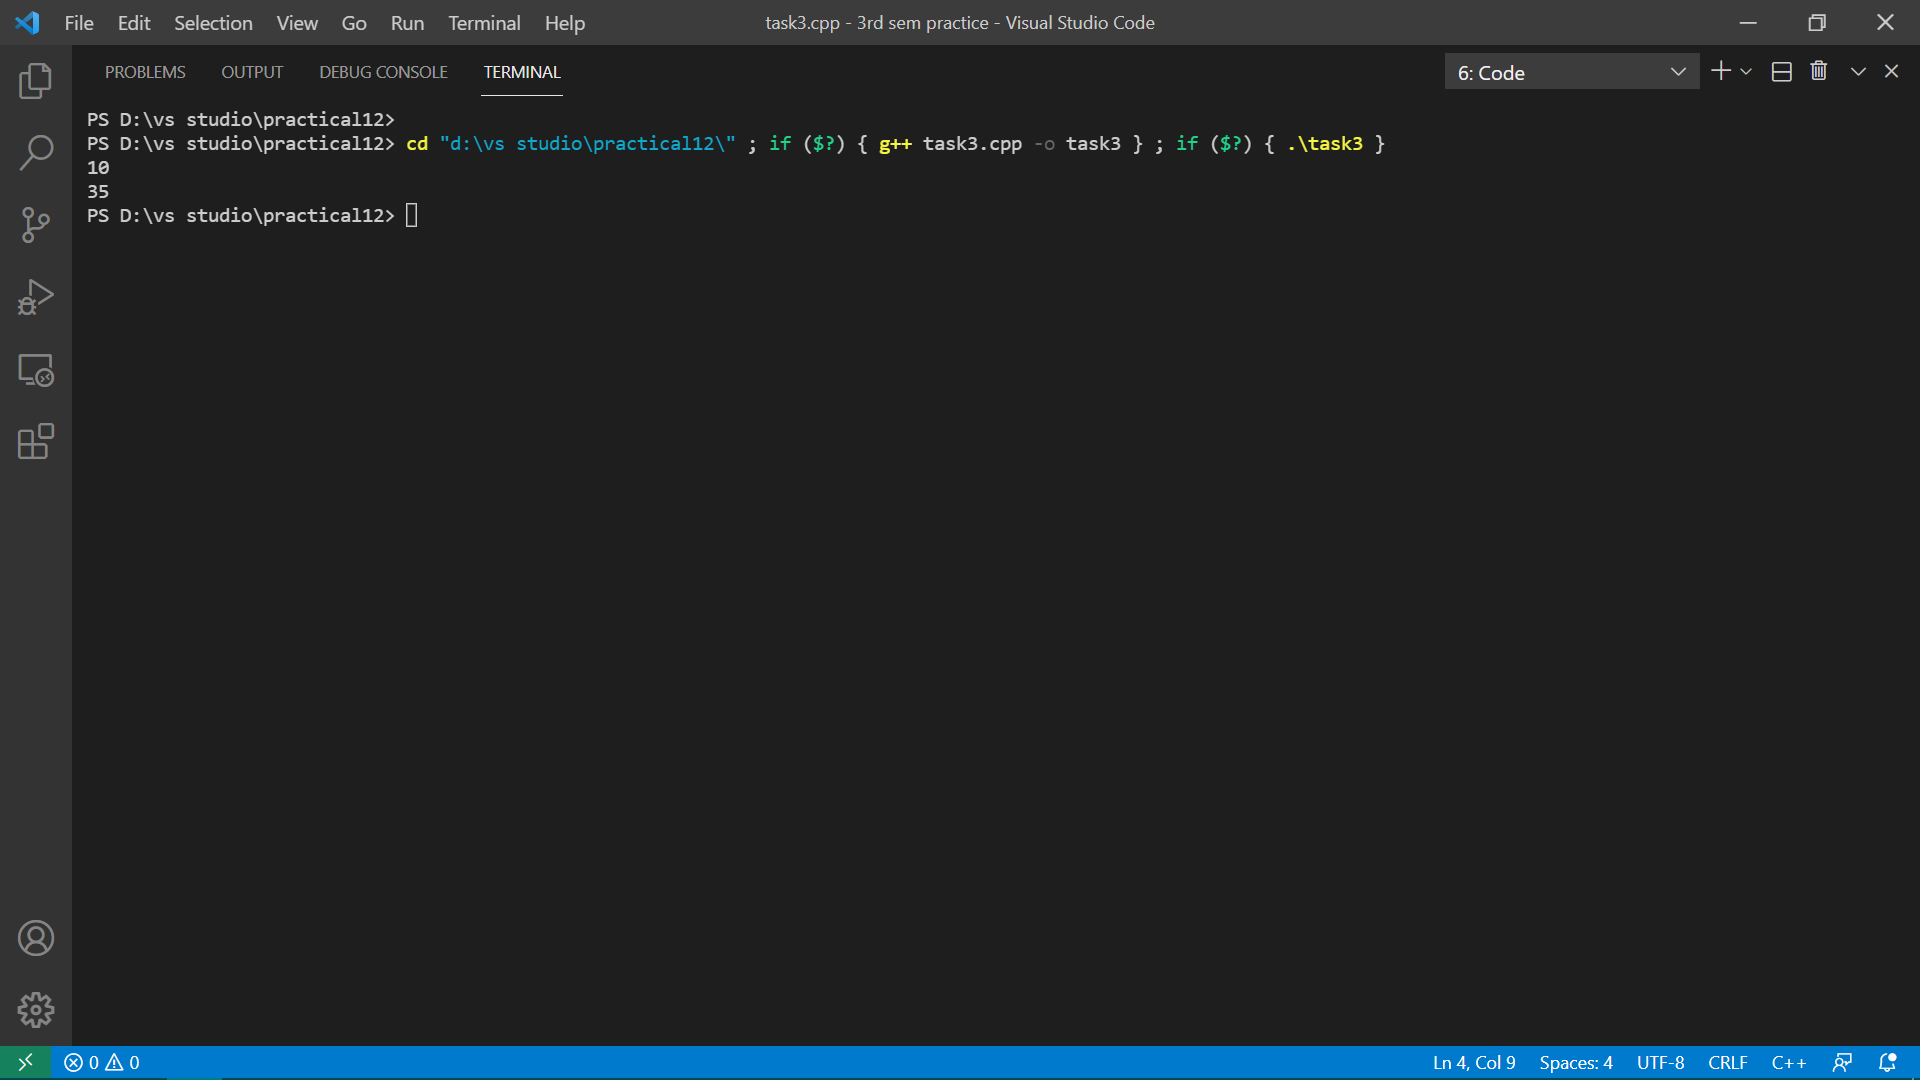 File Edit Selection View Go Run Terminal Help
task3.cpp - 3rd sem practice - Visual Studio Code
PROBLEMS OUTPUT DEBUG CONSOLE TERMINAL
6: Code
PS D:\vs studio\practical12>
PS D:\vs studio\practical12> cd "d:\vs studio\practical12\" ; if ($?) { g++ task3.cpp -o task3 } ; if ($?) { .\task3 }
10
35
PS D:\vs studio\practical12>
0 0
Ln 4, Col 9 Spaces: 4 UTF-8 CRLF C++